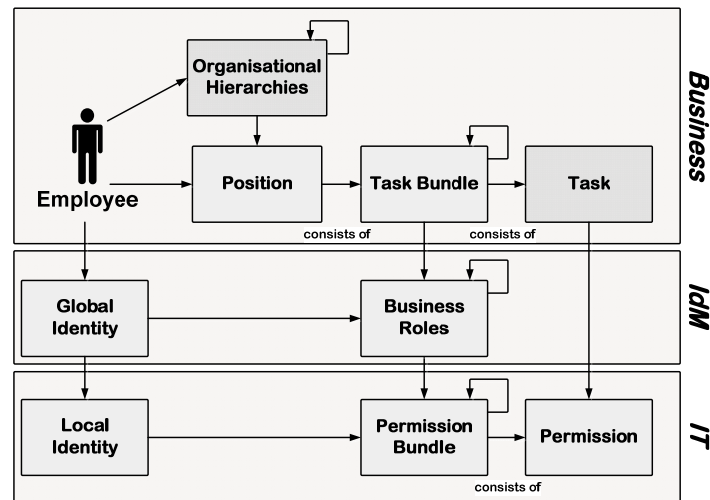 Organisational
Hierarchies
Business
Employee
Position
Task Bundle
Task
consists of
consists of
Global
Identity
Business
Roles
IdM
Local
Identity
Permission
Bundle
Permission
IT
consists of